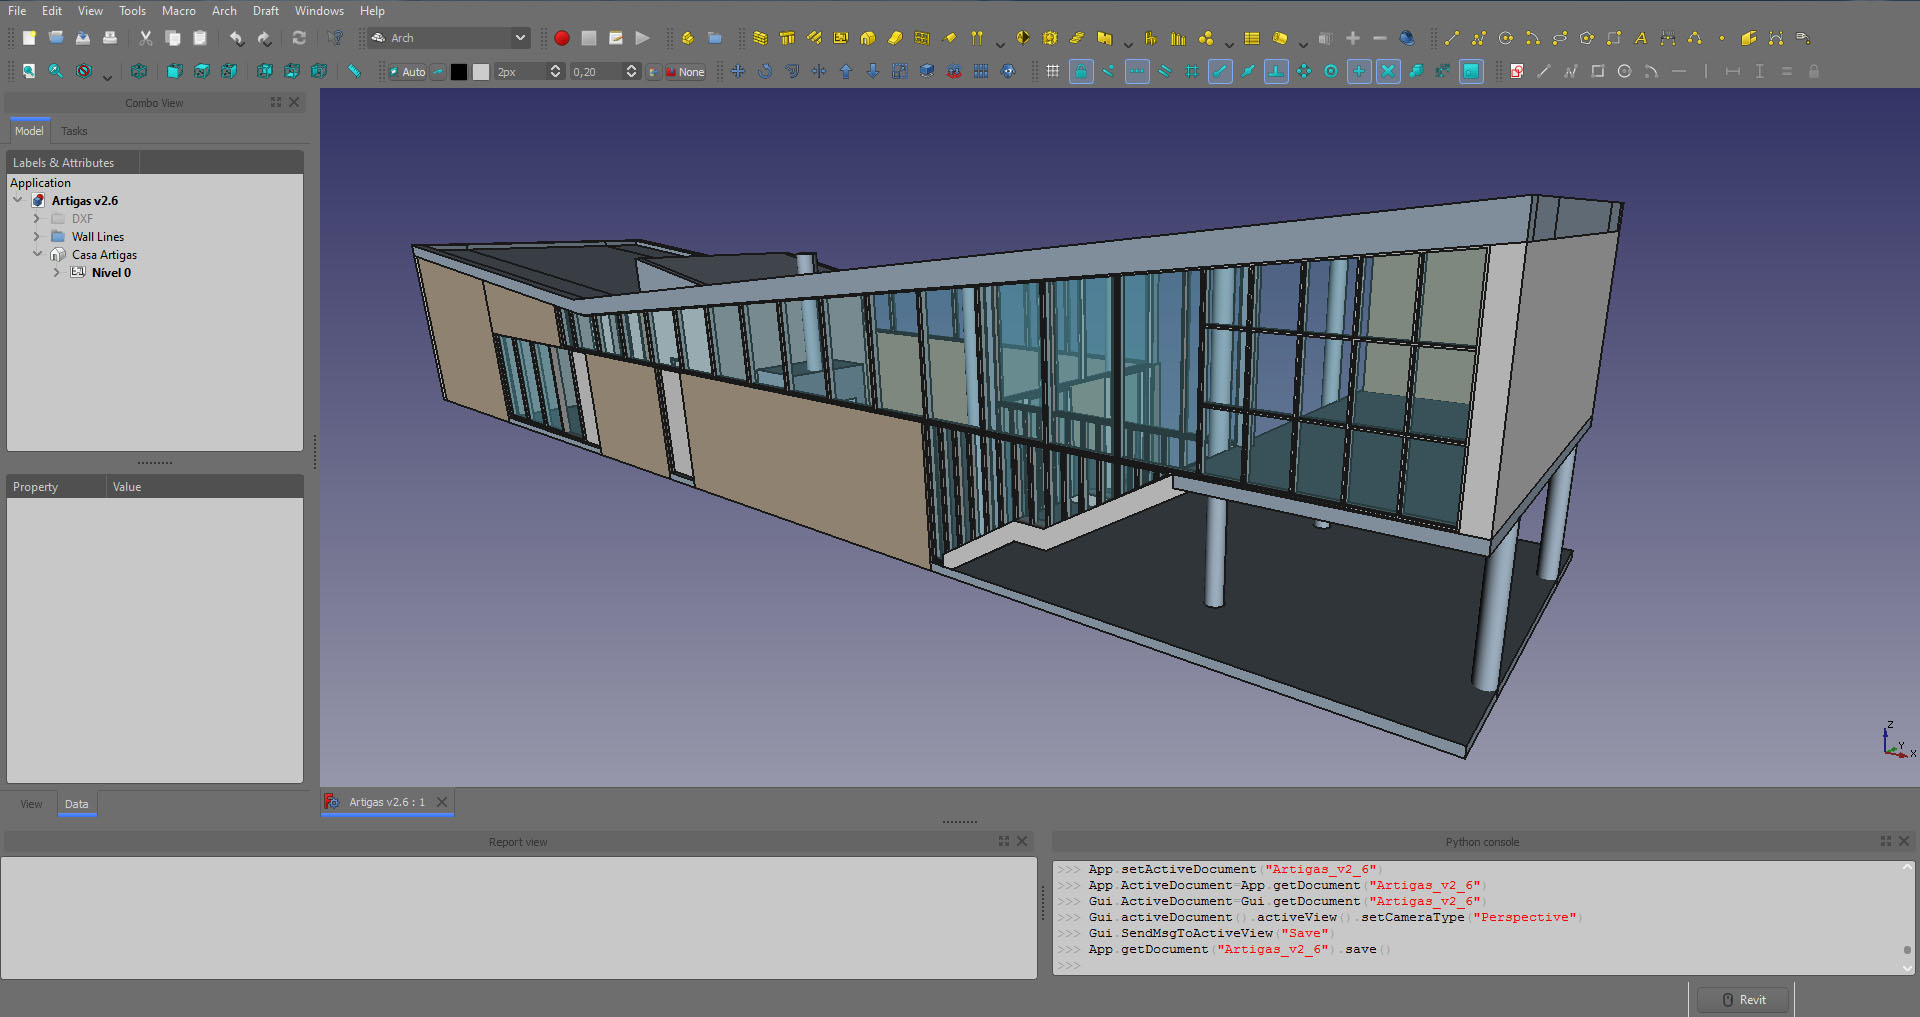 File Edit View Tools Macro Arch Draft Windows Help
Arch
Auto 2px 0,20 None
Combo View
Model Tasks
Labels & Attributes
Application
Artigas v2.6
DXF
Wall Lines
Casa Artigas
Nível 0
Property Value
View Data
Artigas v2.6 : 1
Z
Y
X
Report view
Python console
>>> App.setActiveDocument("Artigas_v2_6")
>>> App.ActiveDocument=App.getDocument("Artigas_v2_6")
>>> Gui.ActiveDocument=Gui.getDocument("Artigas_v2_6")
>>> Gui.activeDocument().activeView().setCameraType("Perspective")
>>> Gui.SendMsgToActiveView("Save")
>>> App.getDocument("Artigas_v2_6").save()
>>>
Revit